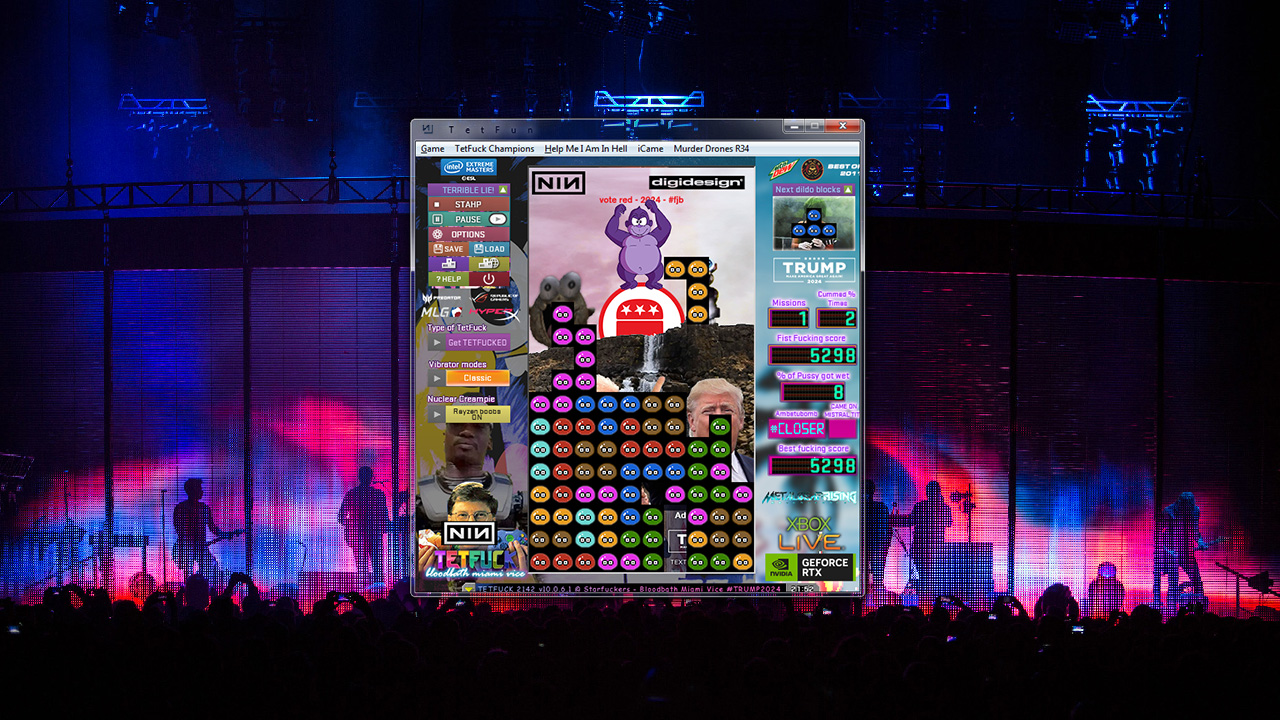 TetFun
Game TetFuck Champions Help Me I Am In Hell iCame Murder Drones R34
intel EXTREME
MASTERS
ESL
TERRIBLE LIE!
STAHP
PAUSE
OPTIONS
SAVE LOAD
? HELP
PREDATOR REPUBLIC OF
GAMERS
MLG HYPERX
Type of TetFuck
Get TETFUCKED
Vibrator modes
Classic
Nuclear Creampie
Rayzen boobs
ON
NIN
TETFUCK
bloodbath miami vice
NIN digidesign
vote red - 2024 - #fjb
Ad
T
TEXT
BEST OF
201
Next dildo blocks
TRUMP
MAKE AMERICA GREAT AGAIN!
2024
Missions
Cummed %
Times
1 2
Fist Fucking score
5298
% of Pussy got wet
8
Ambatubomb
CAME ON
MISTRAL TIT
#CLOSER
Best fucking score
5298
METAL GEAR RISING
XBOX
LIVE
NVIDIA
GEFORCE
RTX
TETFUCK 2142 v10.0.6 | @ Starfuckers - Bloodbath Miami Vice #TRUMP2024 21:52